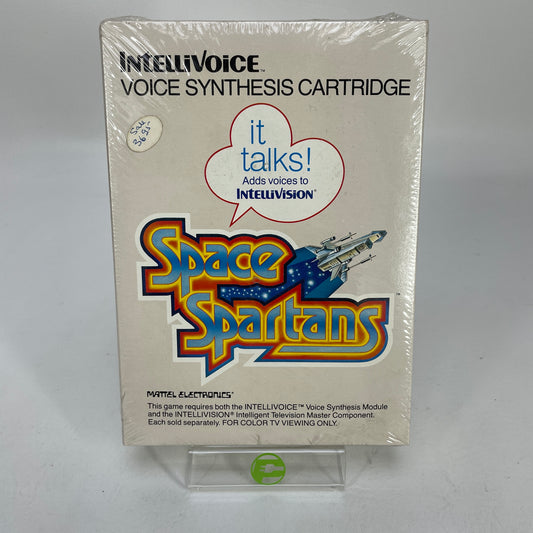 INTELLIVOICE™
VOICE SYNTHESIS CARTRIDGE
it
talks!
Adds voices to
INTELLIVISION®
Space
Spartans
MATTEL ELECTRONICS®
This game requires both the INTELLIVOICE™ Voice Synthesis Module
and the INTELLIVISION® Intelligent Television Master Component.
Each sold separately. FOR COLOR TV VIEWING ONLY.